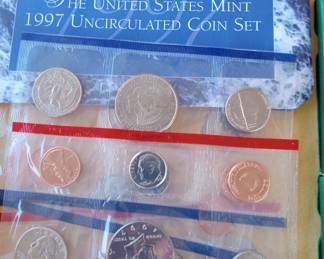 THE UNITED STATES MINT
1997 UNCIRCULATED COIN SET